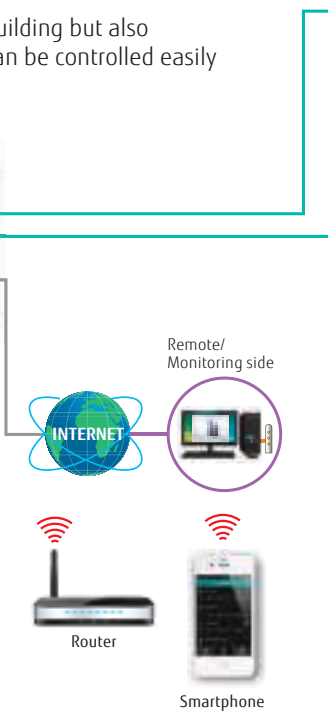 uilding but also
an be controlled easily
Remote/
Monitoring side
INTERNET
Router
Smartphone